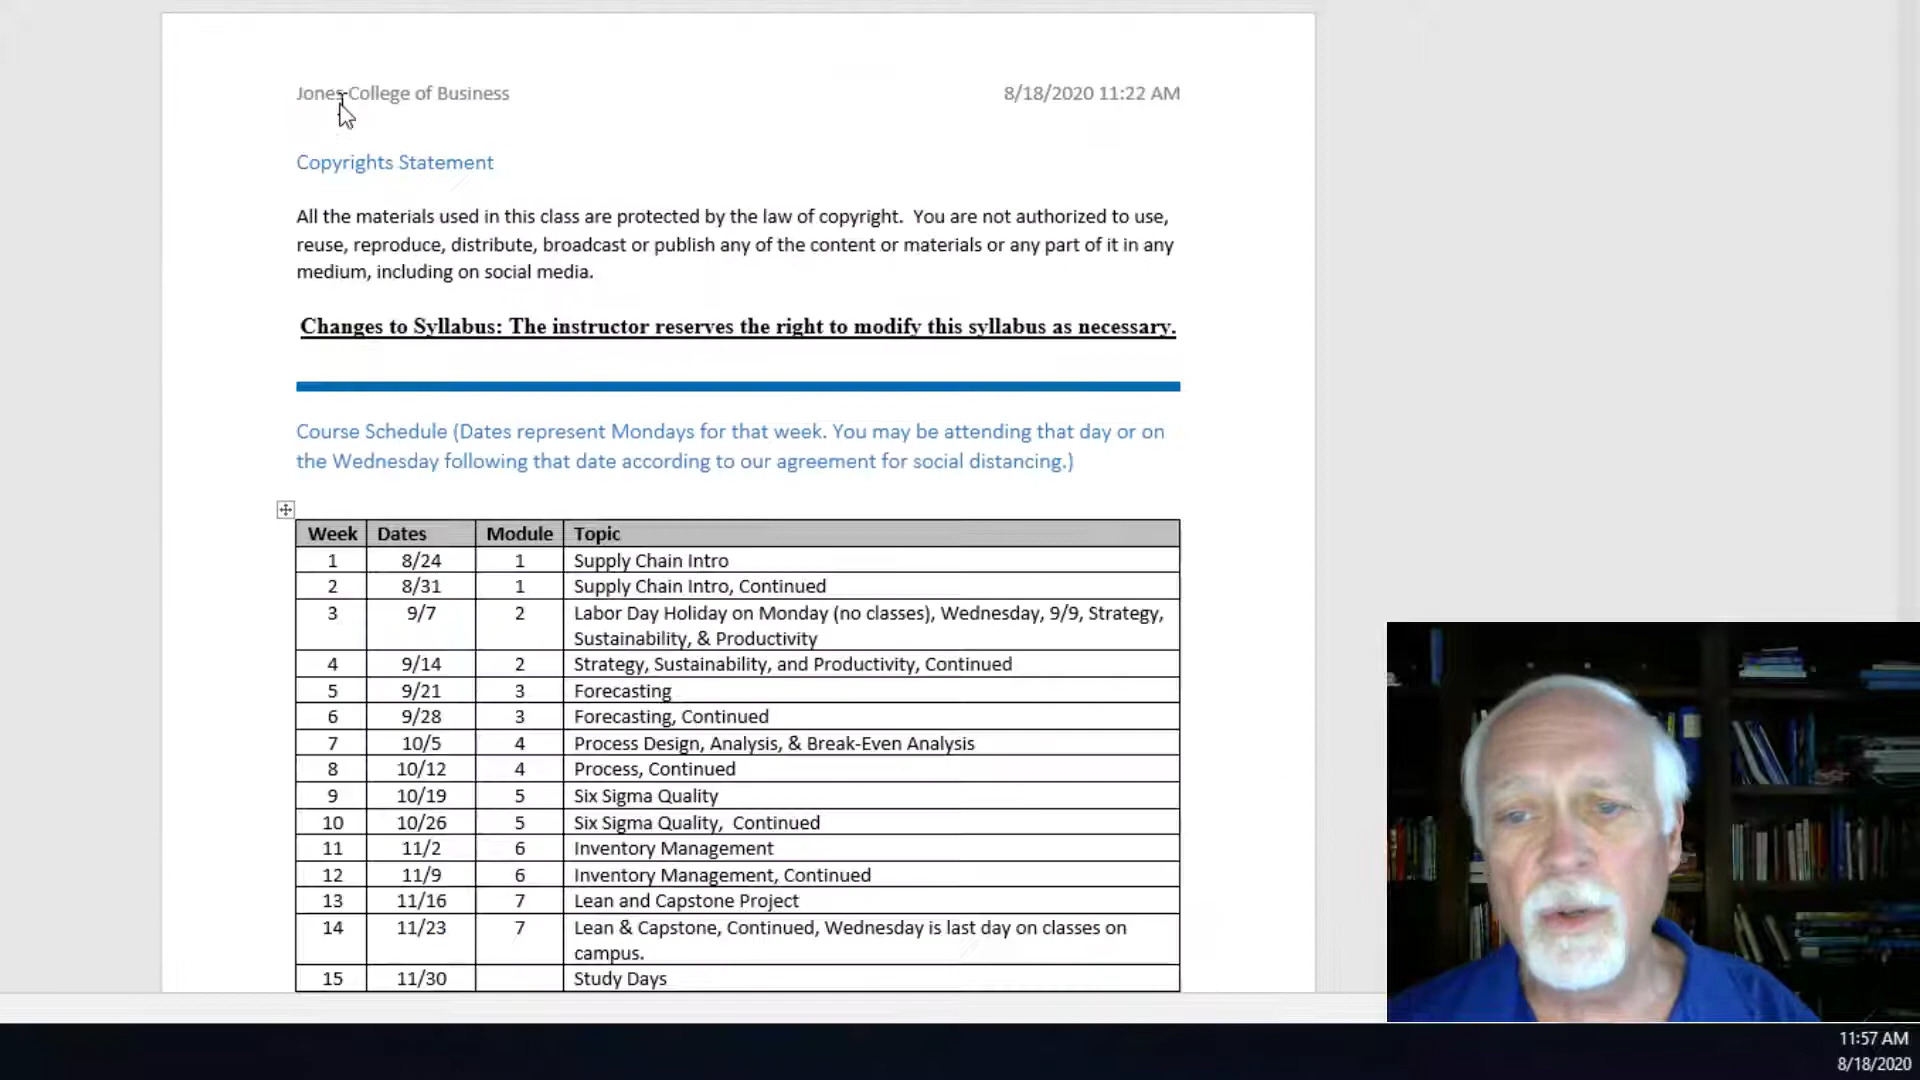 Jones College of Business 8/18/2020 11:22 AM
Copyrights Statement
All the materials used in this class are protected by the law of copyright.  You are not authorized to use,
reuse, reproduce, distribute, broadcast or publish any of the content or materials or any part of it in any
medium, including on social media.
Changes to Syllabus: The instructor reserves the right to modify this syllabus as necessary.
Course Schedule (Dates represent Mondays for that week. You may be attending that day or on
the Wednesday following that date according to our agreement for social distancing.)
Week Dates Module Topic
1 8/24 1 Supply Chain Intro
2 8/31 1 Supply Chain Intro, Continued
3 9/7 2 Labor Day Holiday on Monday (no classes), Wednesday, 9/9, Strategy,
Sustainability, & Productivity
4 9/14 2 Strategy, Sustainability, and Productivity, Continued
5 9/21 3 Forecasting
6 9/28 3 Forecasting, Continued
7 10/5 4 Process Design, Analysis, & Break-Even Analysis
8 10/12 4 Process, Continued
9 10/19 5 Six Sigma Quality
10 10/26 5 Six Sigma Quality,  Continued
11 11/2 6 Inventory Management
12 11/9 6 Inventory Management, Continued
13 11/16 7 Lean and Capstone Project
14 11/23 7 Lean & Capstone, Continued, Wednesday is last day on classes on
campus.
15 11/30 Study Days
11:57 AM
8/18/2020